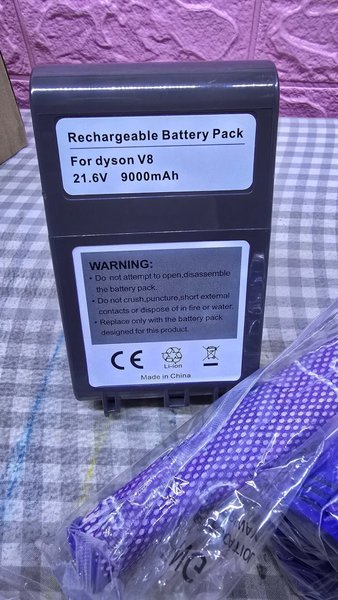 Rechargeable Battery Pack
For dyson V8
21.6V 9000mAh
WARNING:
• Do not attempt to open,disassemble
the battery pack.
• Do not crush,puncture,short external
contacts or dispose of in fire or water.
• Replace only with the battery pack
designed for this product.
CE
Li-ion
Made in China